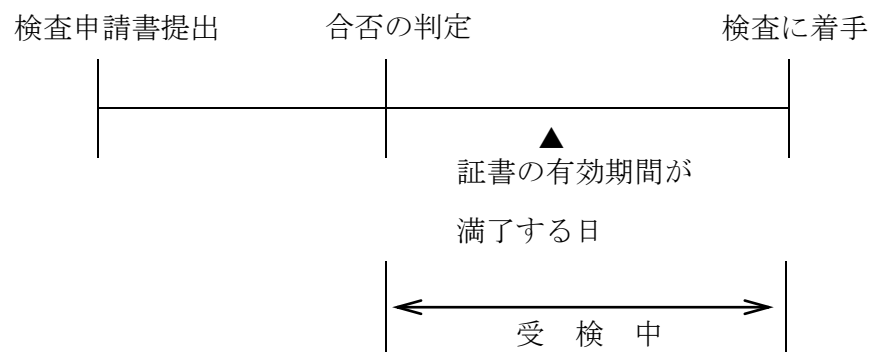 検査申請書提出 合否の判定 検査に着手
▲
証書の有効期間が
満了する日
受 検 中